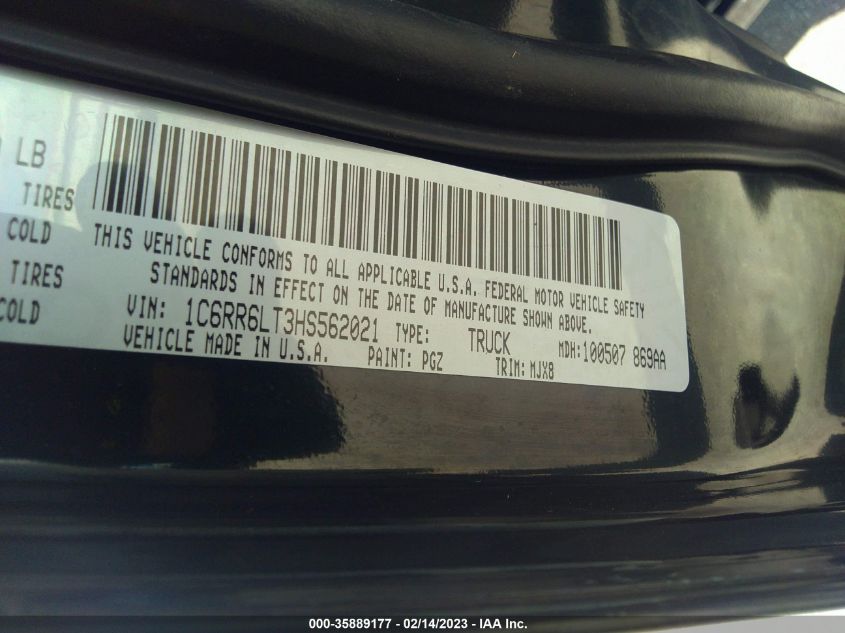 LB
TIRES
COLD
TIRES
COLD
THIS VEHICLE CONFORMS TO ALL APPLICABLE U.S.A. FEDERAL MOTOR VEHICLE SAFETY
STANDARDS IN EFFECT ON THE DATE OF MANUFACTURE SHOWN ABOVE.
VIN: 1C6RR6LT3HS562021 TYPE: TRUCK MDH:100507 869AA
VEHICLE MADE IN U.S.A. PAINT: PGZ TRIM: MJX8
000-35889177 - 02/14/2023 - IAA Inc.